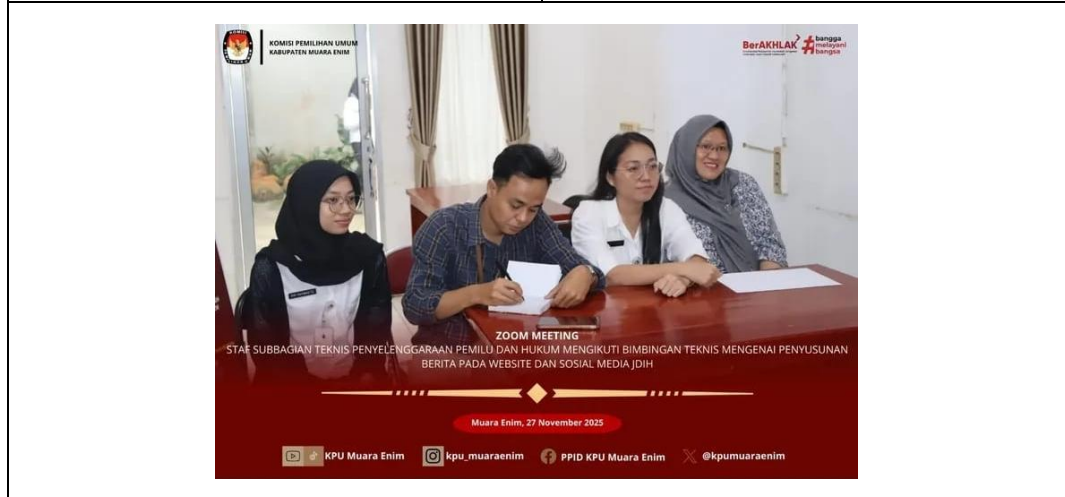 KOMISI PEMILIHAN UMUM
KABUPATEN MUARA ENIM
BerAKHLAK
#bangga
melayani
bangsa
ZOOM MEETING
STAF SUBBAGIAN TEKNIS PENYELENGGARAAN PEMILU DAN HUKUM MENGIKUTI BIMBINGAN TEKNIS MENGENAI PENYUSUNAN
BERITA PADA WEBSITE DAN SOSIAL MEDIA JDIH
Muara Enim, 27 November 2025
KPU Muara Enim kpu_muaraenim PPID KPU Muara Enim @kpumuaraenim